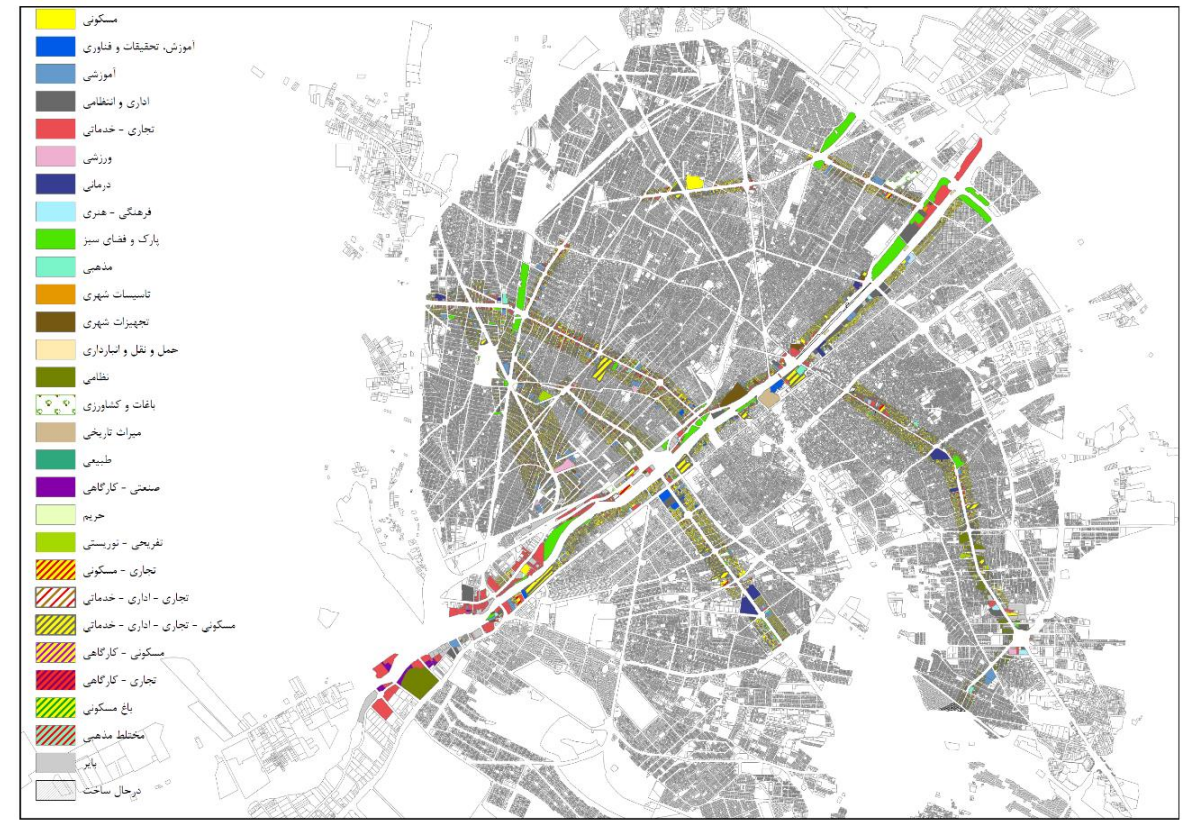 مسکونی
آموزش، تحقیقات و فناوری
آموزشی
اداری و انتظامی
تجاری - خدماتی
ورزشی
درمانی
فرهنگی - هنری
پارک و فضای سبز
مذهبی
تاسیسات شهری
تجهیزات شهری
حمل و نقل و انبارداری
نظامی
باغات و کشاورزی
میراث تاریخی
طبیعی
صنعتی - کارگاهی
حریم
تفریحی - توریستی
تجاری - مسکونی
تجاری - اداری - خدماتی
مسکونی - تجاری - اداری - خدماتی
مسکونی - کارگاهی
تجاری - کارگاهی
باغ مسکونی
مختلط مذهبی
بایر
درحال ساخت